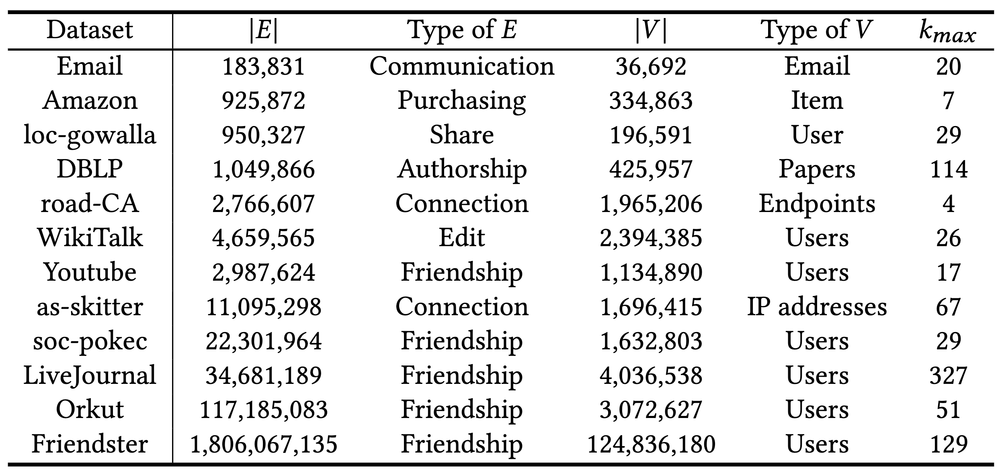 Dataset |E| Type of E |V| Type of V kmax
Email 183,831 Communication 36,692 Email 20
Amazon 925,872 Purchasing 334,863 Item 7
loc-gowalla 950,327 Share 196,591 User 29
DBLP 1,049,866 Authorship 425,957 Papers 114
road-CA 2,766,607 Connection 1,965,206 Endpoints 4
WikiTalk 4,659,565 Edit 2,394,385 Users 26
Youtube 2,987,624 Friendship 1,134,890 Users 17
as-skitter 11,095,298 Connection 1,696,415 IP addresses 67
soc-pokec 22,301,964 Friendship 1,632,803 Users 29
LiveJournal 34,681,189 Friendship 4,036,538 Users 327
Orkut 117,185,083 Friendship 3,072,627 Users 51
Friendster 1,806,067,135 Friendship 124,836,180 Users 129